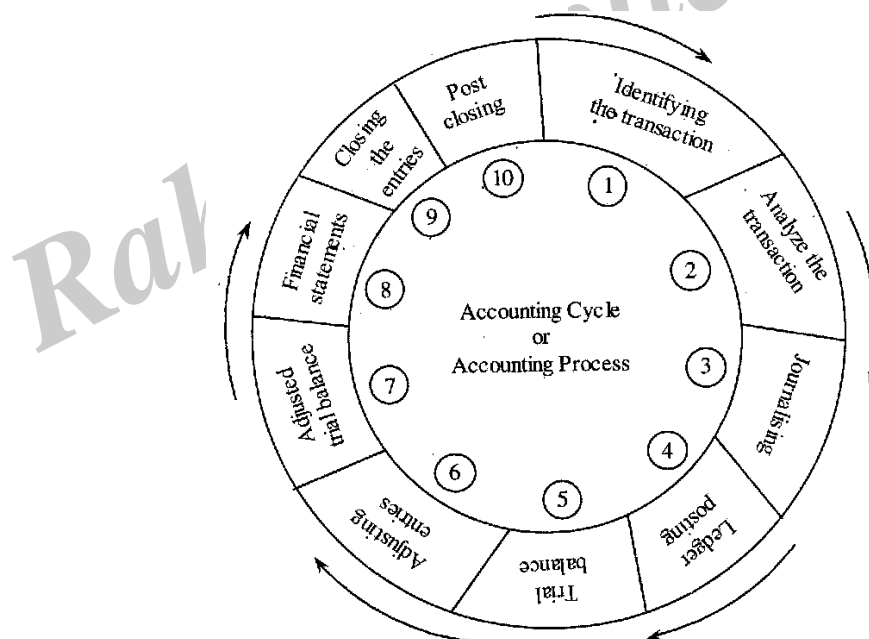 Identifying
the transaction
1
Analyze the
transaction
2
Journalising
3
Ledger
posting
4
Trial
balance
5
Adjusting
entries
6
Adjusted
trial balance
7
Financial
statements
8
Closing
the
entries
9
Post
closing
10
Accounting Cycle
or
Accounting Process